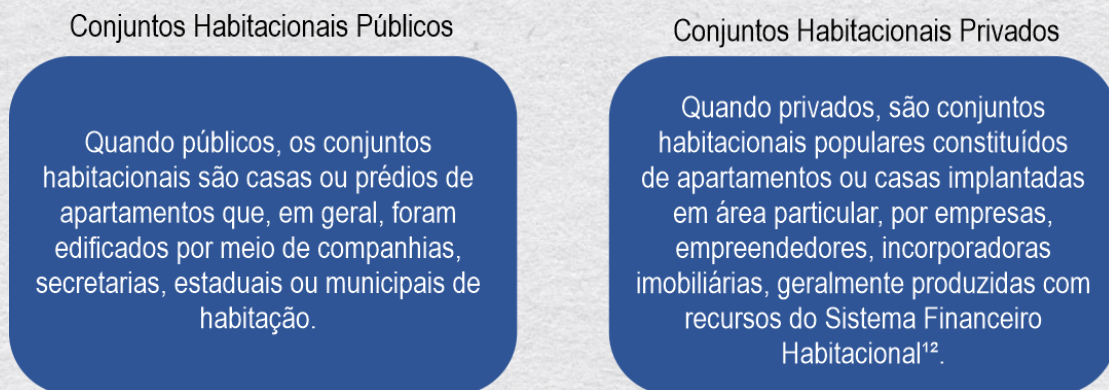 Conjuntos Habitacionais Públicos
Quando públicos, os conjuntos
habitacionais são casas ou prédios de
apartamentos que, em geral, foram
edificados por meio de companhias,
secretarias, estaduais ou municipais de
habitação.
Conjuntos Habitacionais Privados
Quando privados, são conjuntos
habitacionais populares constituídos
de apartamentos ou casas implantadas
em área particular, por empresas,
empreendedores, incorporadoras
imobiliárias, geralmente produzidas com
recursos do Sistema Financeiro
Habitacional¹².